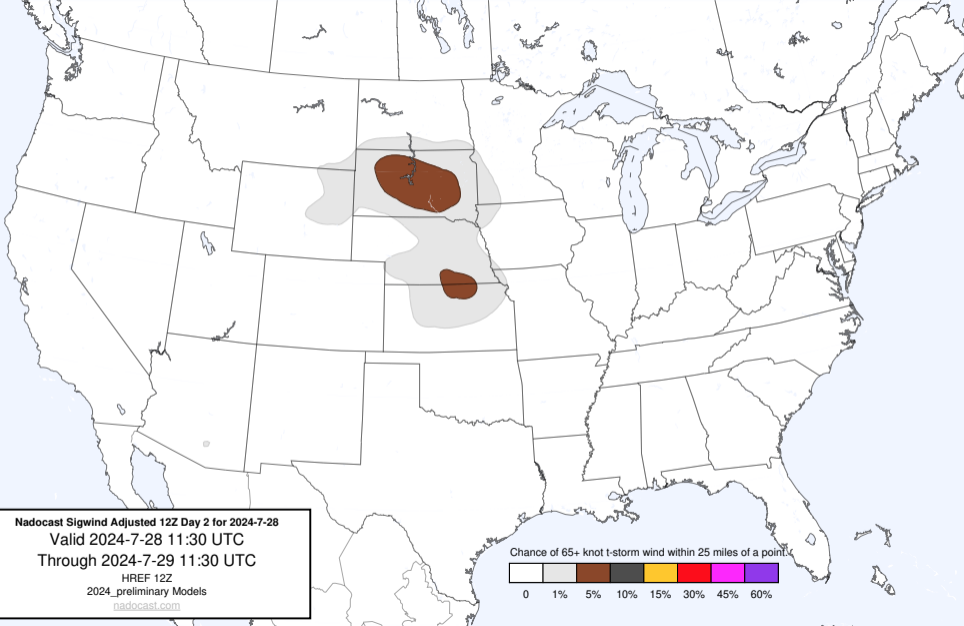 Nadocast Sigwind Adjusted 12Z Day 2 for 2024-7-28
Valid 2024-7-28 11:30 UTC
Through 2024-7-29 11:30 UTC
HREF 12Z
2024_preliminary Models
nadocast.com
Chance of 65+ knot t-storm wind within 25 miles of a point.
0 1% 5% 10% 15% 30% 45% 60%